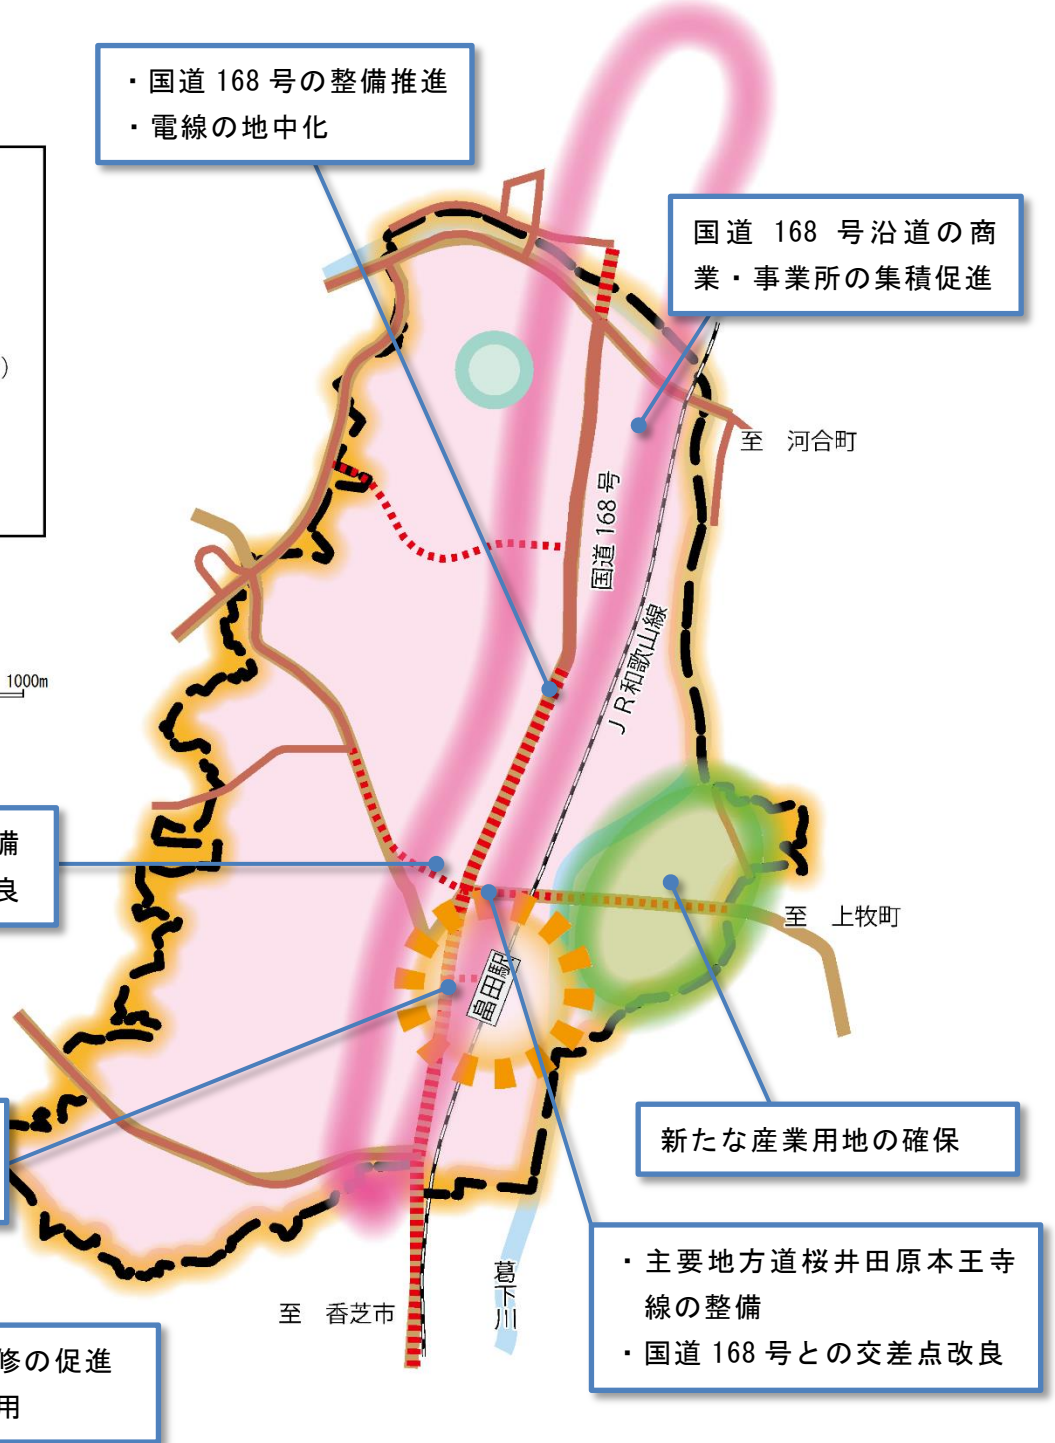 ・国道 168 号の整備推進
・電線の地中化
国道 168 号沿道の商
業・事業所の集積促進
)
至 河合町
国道 168 号
ＪＲ和歌山線
1000m
備
良
至 上牧町
畠田駅
新たな産業用地の確保
・主要地方道桜井田原本王寺
線の整備
・国道 168 号との交差点改良
葛下川
至 香芝市
修の促進
用